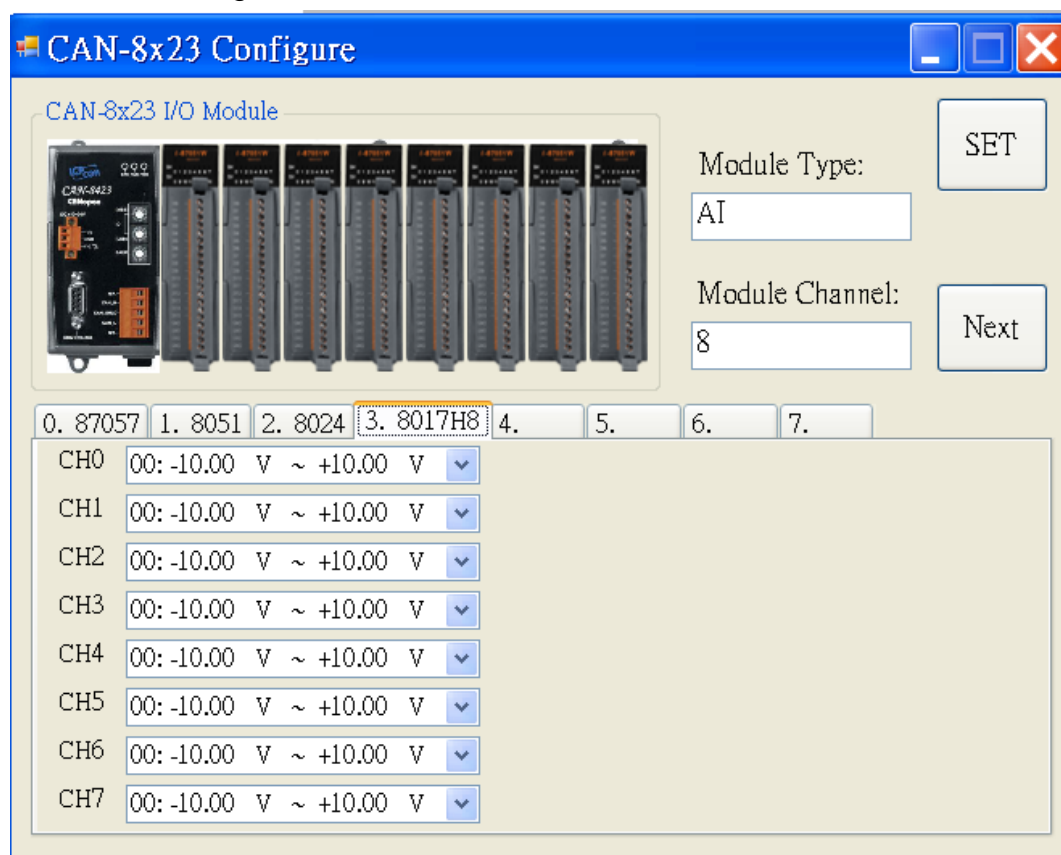 CAN-8x23 Configure
CAN-8x23 I/O Module
CAN-8423
CANopen
SET
Module Type:
AI
Module Channel:
8
Next
0. 87057 1. 8051 2. 8024 3. 8017H8 4. 5. 6. 7.
CH0 00: -10.00 V ~ +10.00 V
CH1 00: -10.00 V ~ +10.00 V
CH2 00: -10.00 V ~ +10.00 V
CH3 00: -10.00 V ~ +10.00 V
CH4 00: -10.00 V ~ +10.00 V
CH5 00: -10.00 V ~ +10.00 V
CH6 00: -10.00 V ~ +10.00 V
CH7 00: -10.00 V ~ +10.00 V